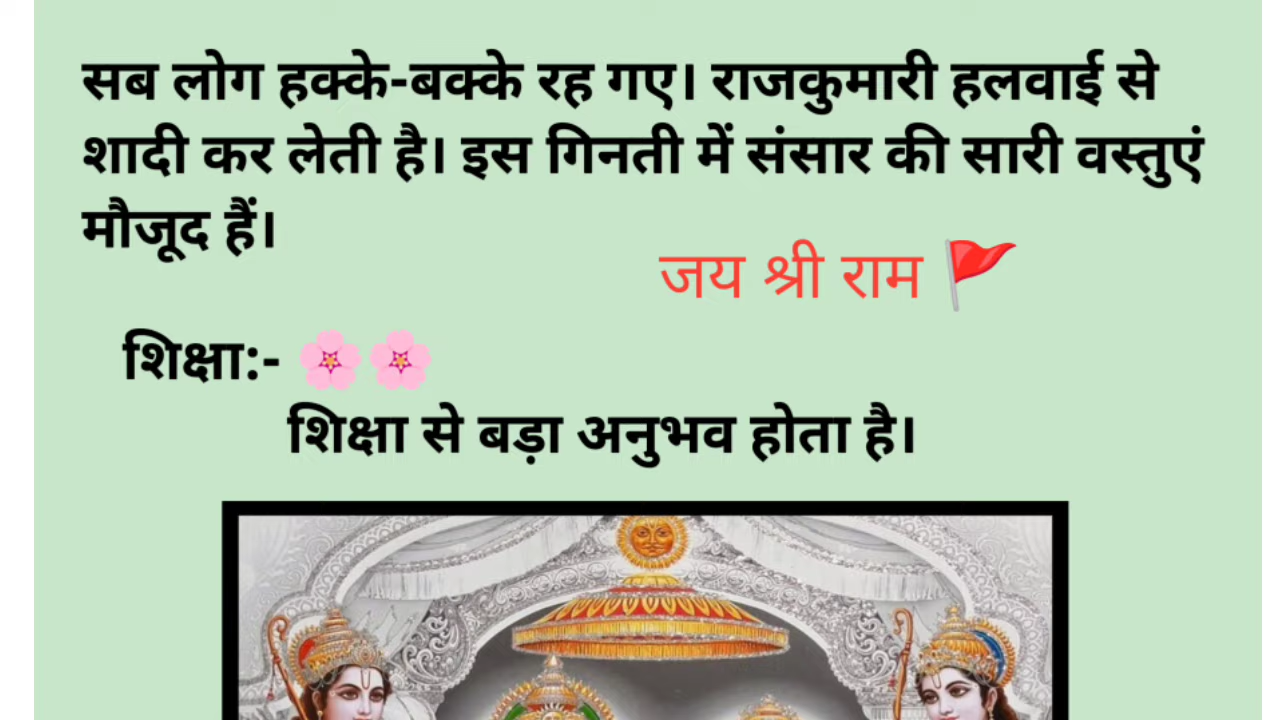 सब लोग हक्के-बक्के रह गए। राजकुमारी हलवाई से
शादी कर लेती है। इस गिनती में संसार की सारी वस्तुएं
मौजूद हैं।
जय श्री राम 🚩
शिक्षा:- 🌸🌸
शिक्षा से बड़ा अनुभव होता है।